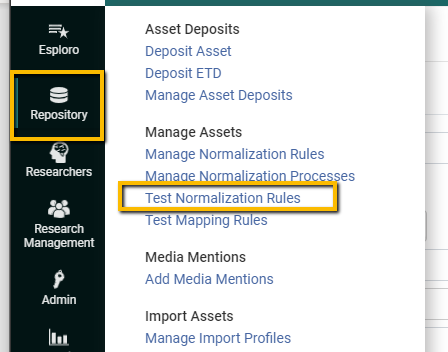 Esploro
Repository
Researchers
Research
Management
Admin
Asset Deposits
Deposit Asset
Deposit ETD
Manage Asset Deposits
Manage Assets
Manage Normalization Rules
Manage Normalization Processes
Test Normalization Rules
Test Mapping Rules
Media Mentions
Add Media Mentions
Import Assets
Manage Import Profiles